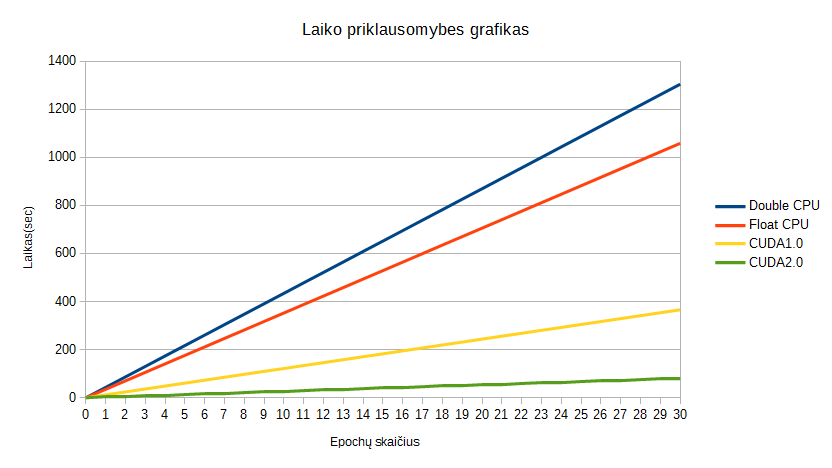 Laiko priklausomybes grafikas
1400
1200
1000
800
600
400
200
0
Laikas(sec)
0 1 2 3 4 5 6 7 8 9 10 11 12 13 14 15 16 17 18 19 20 21 22 23 24 25 26 27 28 29 30
Epochų skaičius
Double CPU
Float CPU
CUDA1.0
CUDA2.0